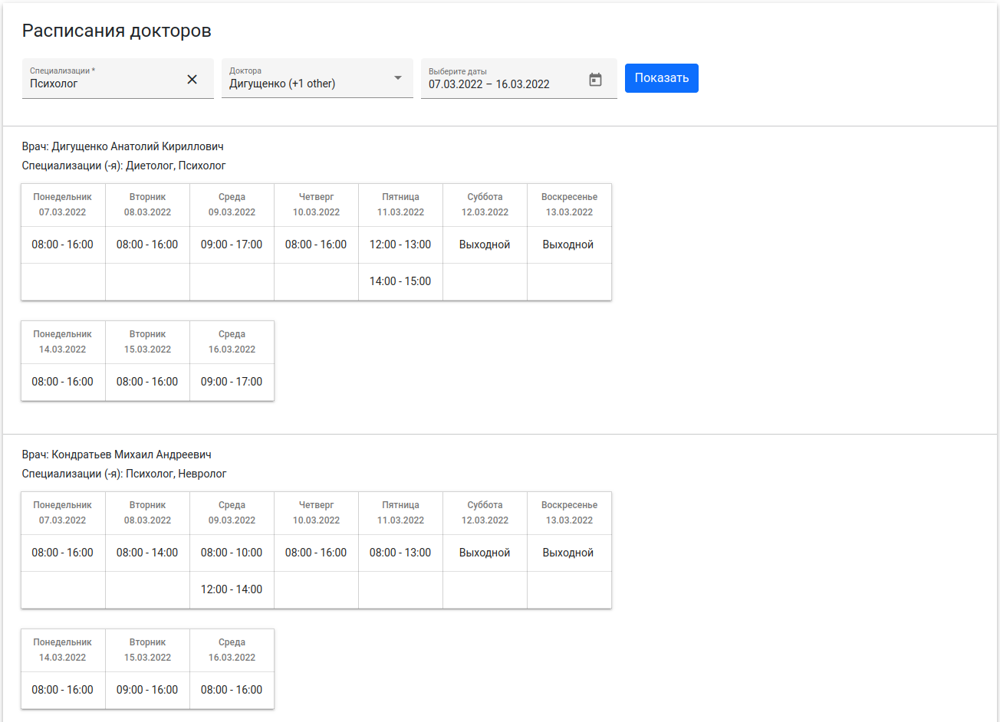 Расписания докторов
Специализации *
Психолог
Доктора
Дигущенко (+1 other)
Выберите даты
07.03.2022 – 16.03.2022
Показать
Врач: Дигущенко Анатолий Кириллович
Специализации (-я): Диетолог, Психолог
Понедельник Вторник Среда Четверг Пятница Суббота Воскресенье
07.03.2022 08.03.2022 09.03.2022 10.03.2022 11.03.2022 12.03.2022 13.03.2022
08:00 - 16:00 08:00 - 16:00 09:00 - 17:00 08:00 - 16:00 12:00 - 13:00 Выходной Выходной
14:00 - 15:00
Понедельник Вторник Среда
14.03.2022 15.03.2022 16.03.2022
08:00 - 16:00 08:00 - 16:00 09:00 - 17:00
Врач: Кондратьев Михаил Андреевич
Специализации (-я): Психолог, Невролог
Понедельник Вторник Среда Четверг Пятница Суббота Воскресенье
07.03.2022 08.03.2022 09.03.2022 10.03.2022 11.03.2022 12.03.2022 13.03.2022
08:00 - 16:00 08:00 - 14:00 08:00 - 10:00 08:00 - 16:00 08:00 - 13:00 Выходной Выходной
12:00 - 14:00
Понедельник Вторник Среда
14.03.2022 15.03.2022 16.03.2022
08:00 - 16:00 09:00 - 16:00 08:00 - 16:00